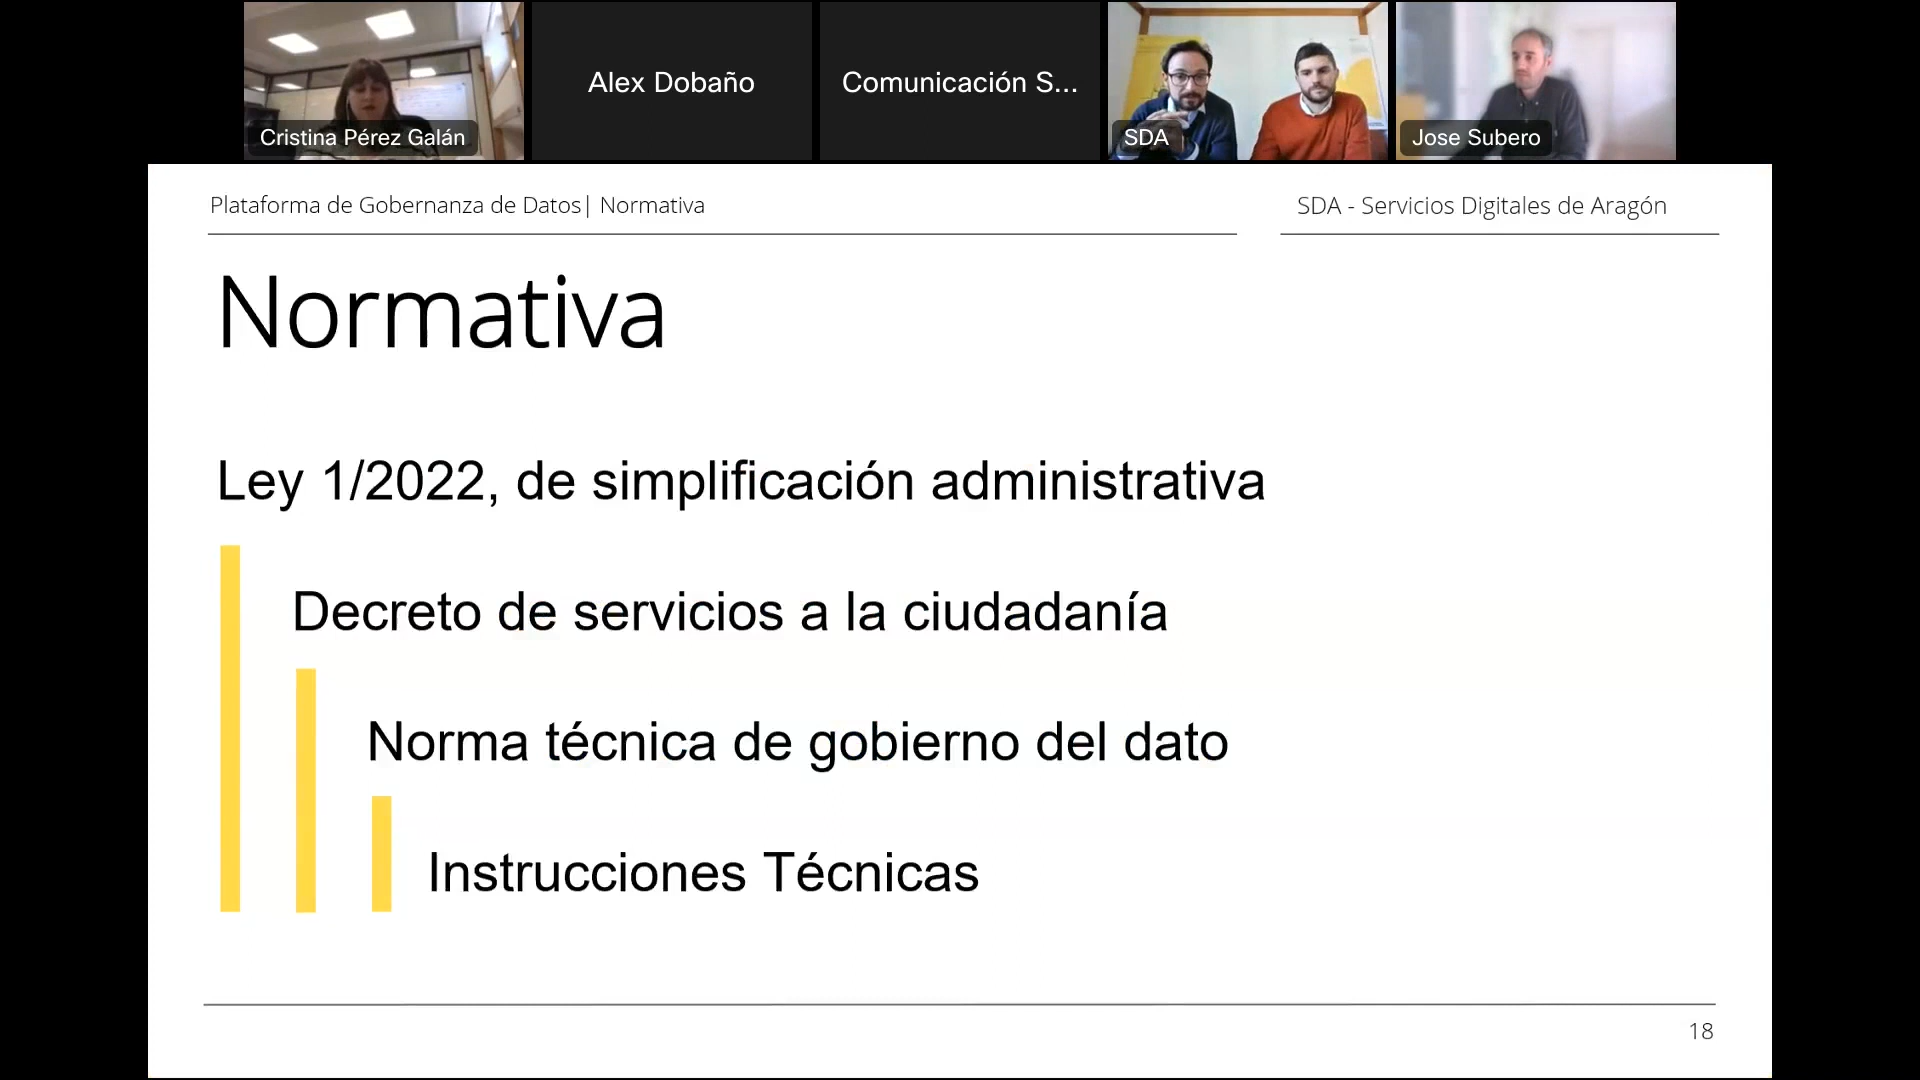 Cristina Pérez Galán
Alex Dobaño
Comunicación S...
SDA
Jose Subero
Plataforma de Gobernanza de Datos| Normativa
SDA - Servicios Digitales de Aragón
Normativa
Ley 1/2022, de simplificación administrativa
Decreto de servicios a la ciudadanía
Norma técnica de gobierno del dato
Instrucciones Técnicas
18